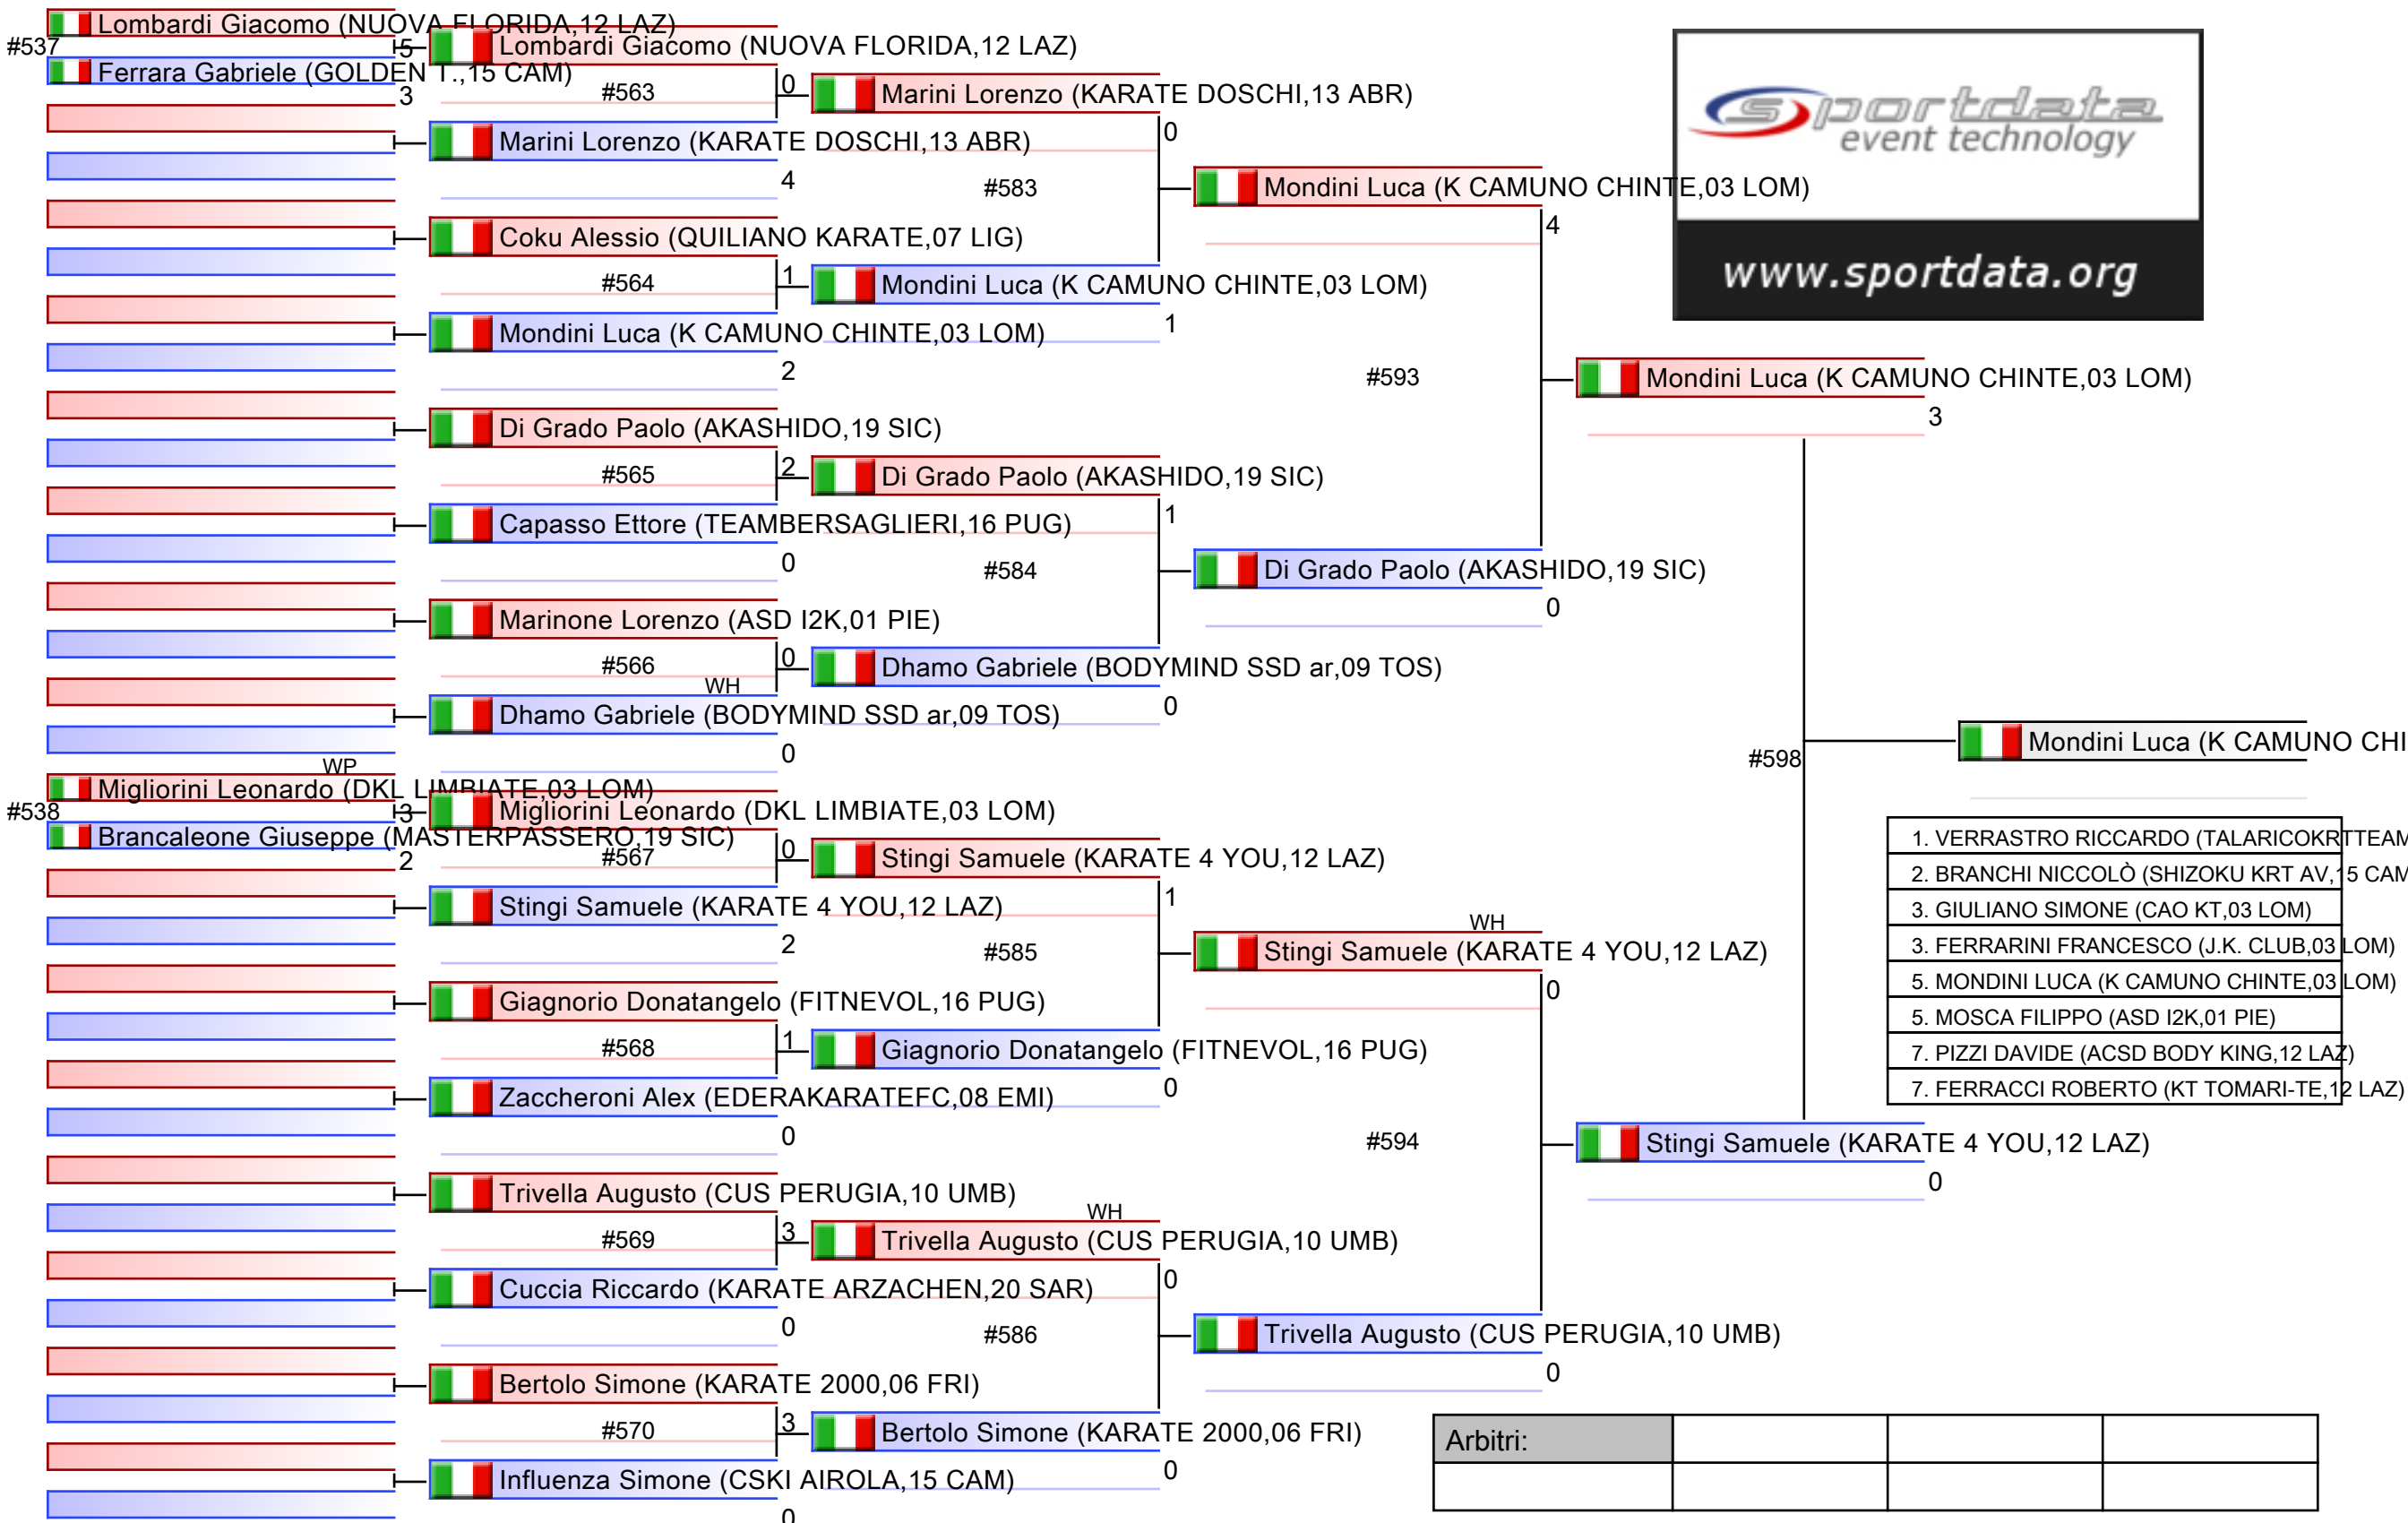 Lombardi Giacomo (NUOVA FLORIDA,12 LAZ)
#537
5
Ferrara Gabriele (GOLDEN T.,15 CAM)
3
Lombardi Giacomo (NUOVA FLORIDA,12 LAZ)
#563
0
Marini Lorenzo (KARATE DOSCHI,13 ABR)
4
Coku Alessio (QUILIANO KARATE,07 LIG)
#564
1
Mondini Luca (K CAMUNO CHINTE,03 LOM)
2
Di Grado Paolo (AKASHIDO,19 SIC)
#565
2
Capasso Ettore (TEAMBERSAGLIERI,16 PUG)
0
Marinone Lorenzo (ASD I2K,01 PIE)
#566
0
WH
Dhamo Gabriele (BODYMIND SSD ar,09 TOS)
0
WP
Migliorini Leonardo (DKL LIMBIATE,03 LOM)
#538
3
Brancaleone Giuseppe (MASTERPASSERO,19 SIC)
2
Migliorini Leonardo (DKL LIMBIATE,03 LOM)
#567
0
Stingi Samuele (KARATE 4 YOU,12 LAZ)
2
Giagnorio Donatangelo (FITNEVOL,16 PUG)
#568
1
Zaccheroni Alex (EDERAKARATEFC,08 EMI)
0
Trivella Augusto (CUS PERUGIA,10 UMB)
#569
3
Cuccia Riccardo (KARATE ARZACHEN,20 SAR)
0
Bertolo Simone (KARATE 2000,06 FRI)
#570
3
Influenza Simone (CSKI AIROLA,15 CAM)
0
Marini Lorenzo (KARATE DOSCHI,13 ABR)
0
#583
Mondini Luca (K CAMUNO CHINTE,03 LOM)
1
Di Grado Paolo (AKASHIDO,19 SIC)
1
#584
Dhamo Gabriele (BODYMIND SSD ar,09 TOS)
0
Stingi Samuele (KARATE 4 YOU,12 LAZ)
1
#585
Giagnorio Donatangelo (FITNEVOL,16 PUG)
0
WH
Trivella Augusto (CUS PERUGIA,10 UMB)
0
#586
Bertolo Simone (KARATE 2000,06 FRI)
0
Mondini Luca (K CAMUNO CHINTE,03 LOM)
4
#593
Di Grado Paolo (AKASHIDO,19 SIC)
0
WH
Stingi Samuele (KARATE 4 YOU,12 LAZ)
0
#594
Trivella Augusto (CUS PERUGIA,10 UMB)
0
sportdata
event technology
www.sportdata.org
Mondini Luca (K CAMUNO CHINTE,03 LOM)
3
#598
Stingi Samuele (KARATE 4 YOU,12 LAZ)
0
Mondini Luca (K CAMUNO CHI
1. VERRASTRO RICCARDO (TALARICOKRTTEAM
2. BRANCHI NICCOLÒ (SHIZOKU KRT AV,15 CAM
3. GIULIANO SIMONE (CAO KT,03 LOM)
3. FERRARINI FRANCESCO (J.K. CLUB,03 LOM)
5. MONDINI LUCA (K CAMUNO CHINTE,03 LOM)
5. MOSCA FILIPPO (ASD I2K,01 PIE)
7. PIZZI DAVIDE (ACSD BODY KING,12 LAZ)
7. FERRACCI ROBERTO (KT TOMARI-TE,12 LAZ)
Arbitri: